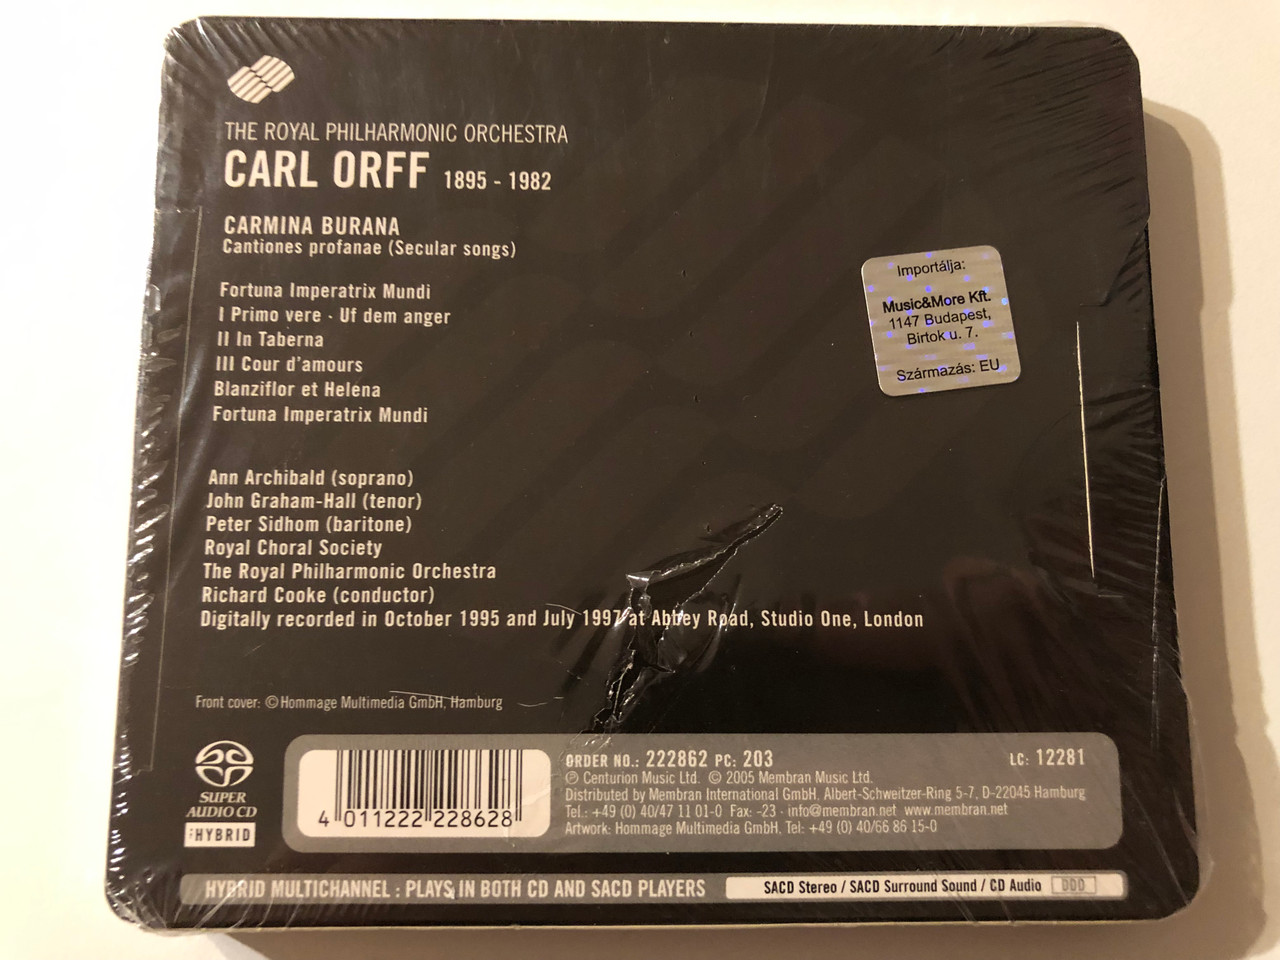 THE ROYAL PHILHARMONIC ORCHESTRA
CARL ORFF 1895 - 1982
CARMINA BURANA
Cantiones profanae (Secular songs)
Fortuna Imperatrix Mundi
I Primo vere · Uf dem anger
II In Taberna
III Cour d'amours
Blanziflor et Helena
Fortuna Imperatrix Mundi
Importálja:
Music&More Kft.
1147 Budapest,
Birtok u. 7.
Származás: EU
Ann Archibald (soprano)
John Graham-Hall (tenor)
Peter Sidhom (baritone)
Royal Choral Society
The Royal Philharmonic Orchestra
Richard Cooke (conductor)
Digitally recorded in October 1995 and July 1997 at Abbey Road, Studio One, London
Front cover: © Hommage Multimedia GmbH, Hamburg
SUPER
AUDIO CD
HYBRID
4 011222 228628
ORDER NO.: 222862 PC: 203
LC: 12281
℗ Centurion Music Ltd. © 2005 Membran Music Ltd.
Distributed by Membran International GmbH, Albert-Schweitzer-Ring 5-7, D-22045 Hamburg
Tel.: +49 (0) 40/47 11 01-0 Fax: -23 · info@membran.net www.membran.net
Artwork: Hommage Multimedia GmbH, Tel: +49 (0) 40/66 86 15-0
HYBRID MULTICHANNEL : PLAYS IN BOTH CD AND SACD PLAYERS
SACD Stereo / SACD Surround Sound / CD Audio DDD